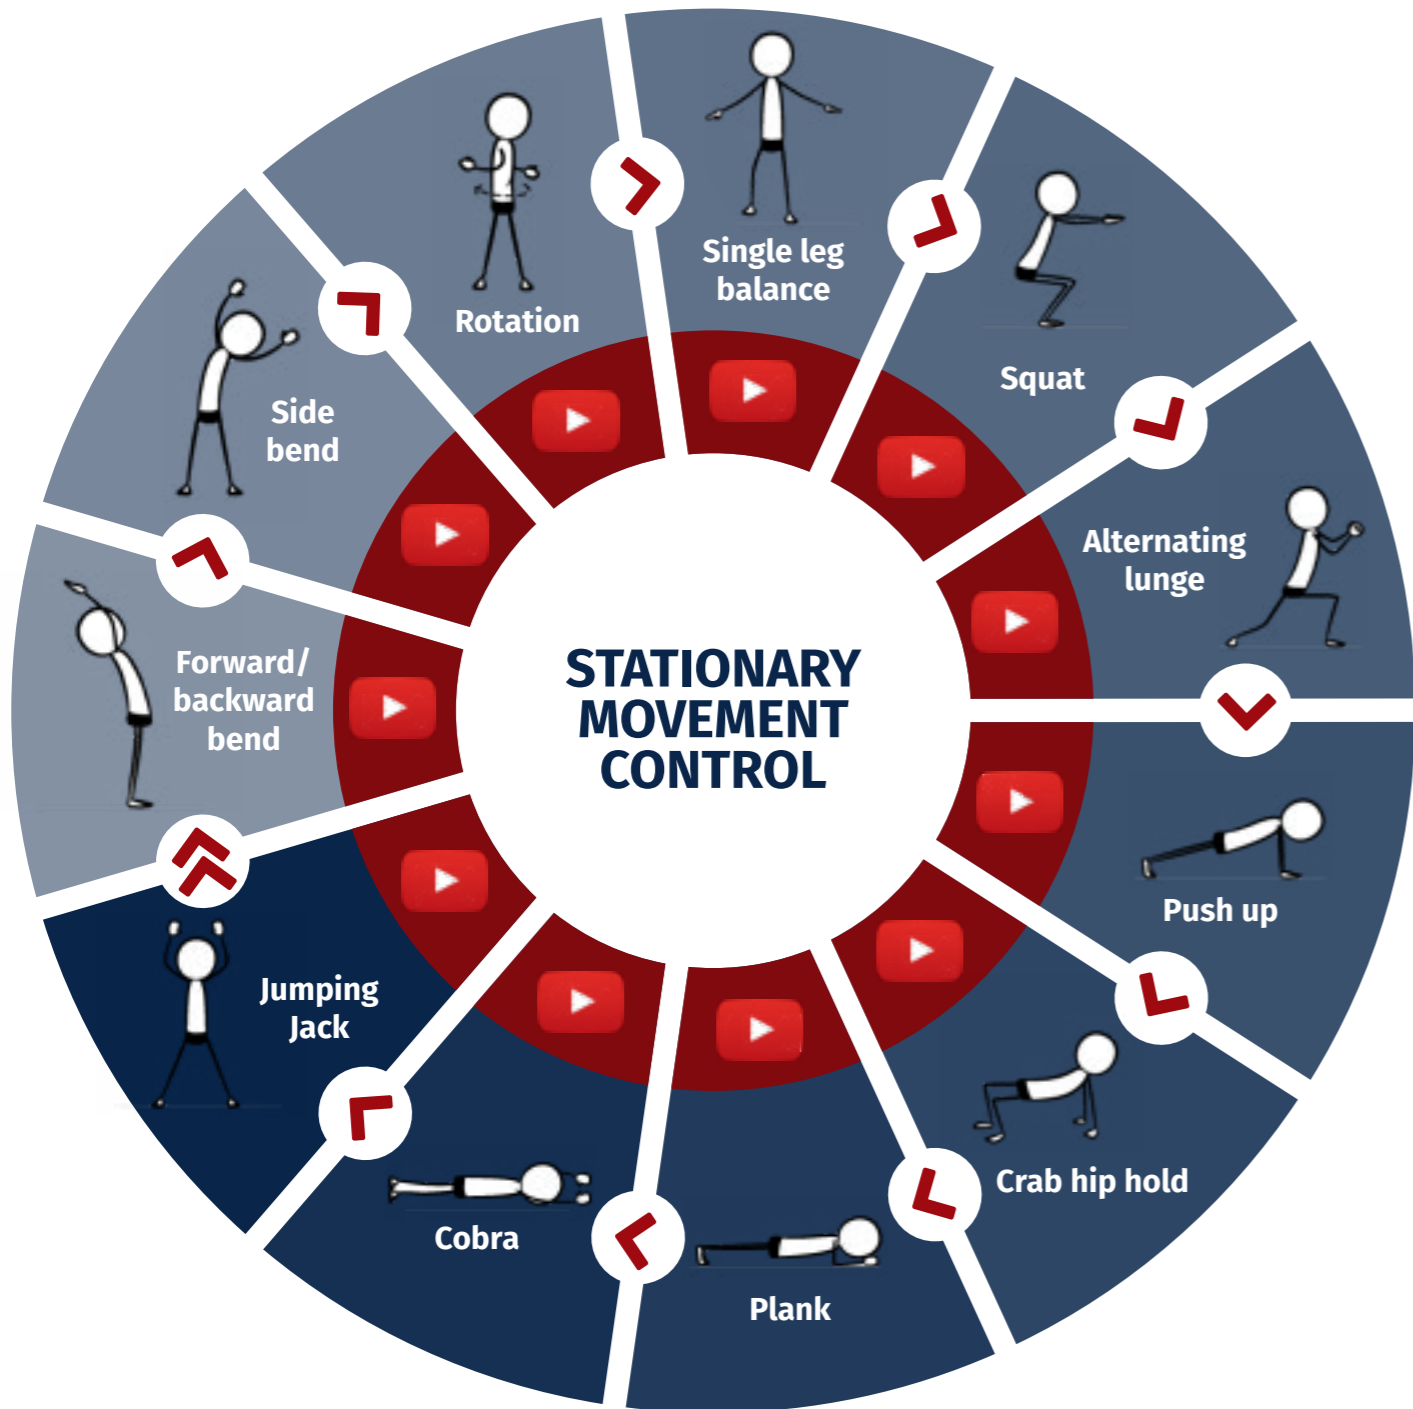 STATIONARY
MOVEMENT
CONTROL
Forward/
backward
bend
Side
bend
Rotation
Single leg
balance
Squat
Alternating
lunge
Push up
Crab hip hold
Plank
Cobra
Jumping
Jack